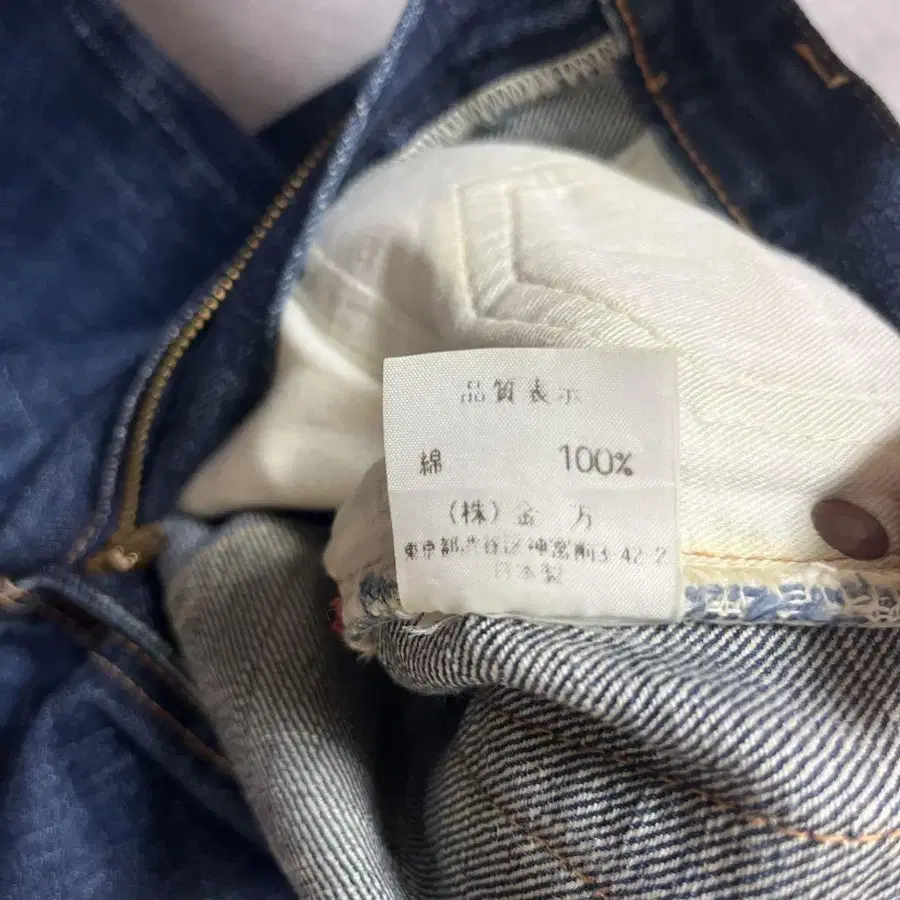 品質表示
綿 100%
(株)金万
東京都渋谷区神宮前3-42-2
日本製